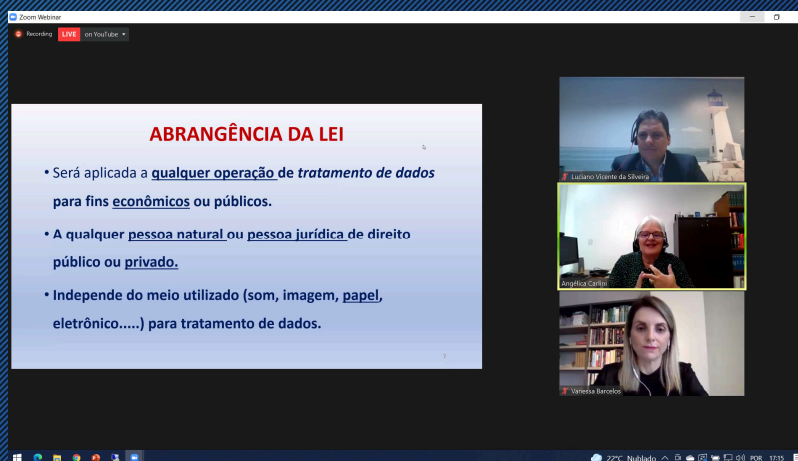 Zoom Webinar
Recording LIVE on YouTube
ABRANGÊNCIA DA LEI
• Será aplicada a qualquer operação de tratamento de dados
para fins econômicos ou públicos.
• A qualquer pessoa natural ou pessoa jurídica de direito
público ou privado.
• Independe do meio utilizado (som, imagem, papel,
eletrônico.....) para tratamento de dados.
Luciano Vicente da Silveira
Angélica Carlini
Vanessa Barcelos
22°C Nublado POR 17:15